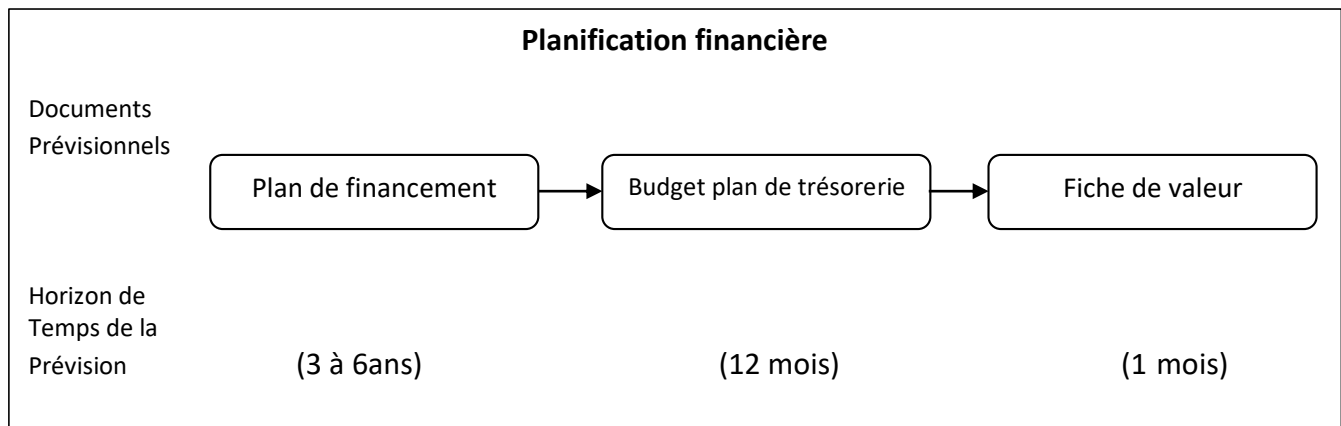 Planification financière
Documents
Prévisionnels
Plan de financement
Budget plan de trésorerie
Fiche de valeur
Horizon de
Temps de la
Prévision
(3 à 6ans)
(12 mois)
(1 mois)